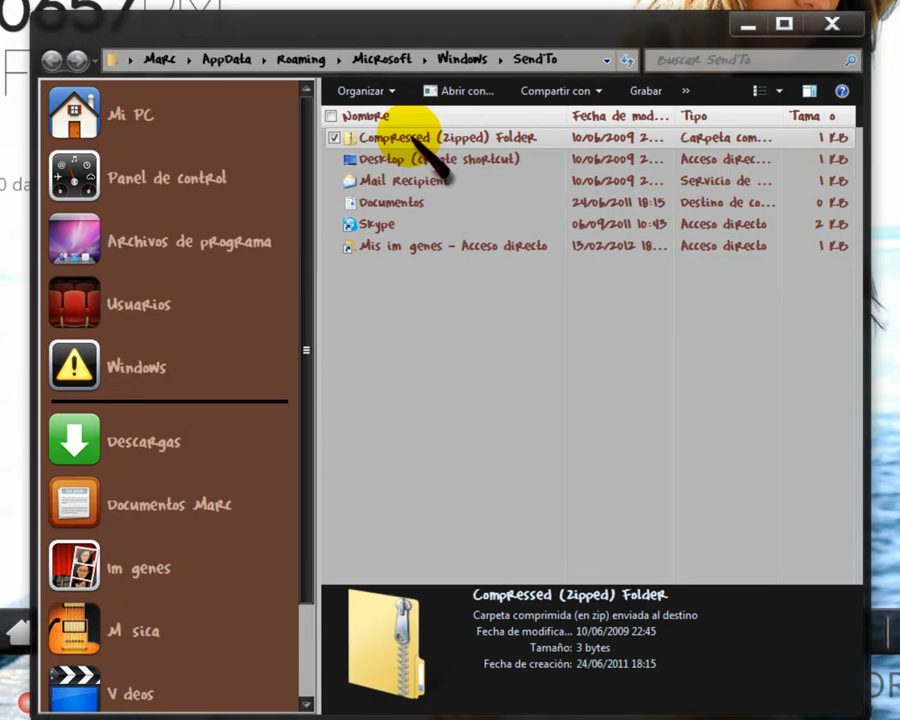 Marc AppData Roaming Microsoft Windows SendTo
Buscar SendTo
Organizar Abrir con... Compartir con Grabar »
Nombre Fecha de mod... Tipo Tama o
Compressed (zipped) Folder 10/06/2009 2... Carpeta com... 1 KB
Desktop (create shortcut) 10/06/2009 2... Acceso direc... 1 KB
Mail Recipient 10/06/2009 2... Servicio de ... 1 KB
Documentos 24/06/2011 18:15 Destino de co... 0 KB
Skype 06/09/2011 10:43 Acceso directo 2 KB
Mis im genes - Acceso directo 13/02/2012 18... Acceso directo 1 KB
Mi PC
Panel de control
Archivos de programa
Usuarios
Windows
Descargas
Documentos Marc
Im genes
M sica
V deos
Compressed (zipped) Folder
Carpeta comprimida (en zip) enviada al destino
Fecha de modifica... 10/06/2009 22:45
Tamaño: 3 bytes
Fecha de creación: 24/06/2011 18:15